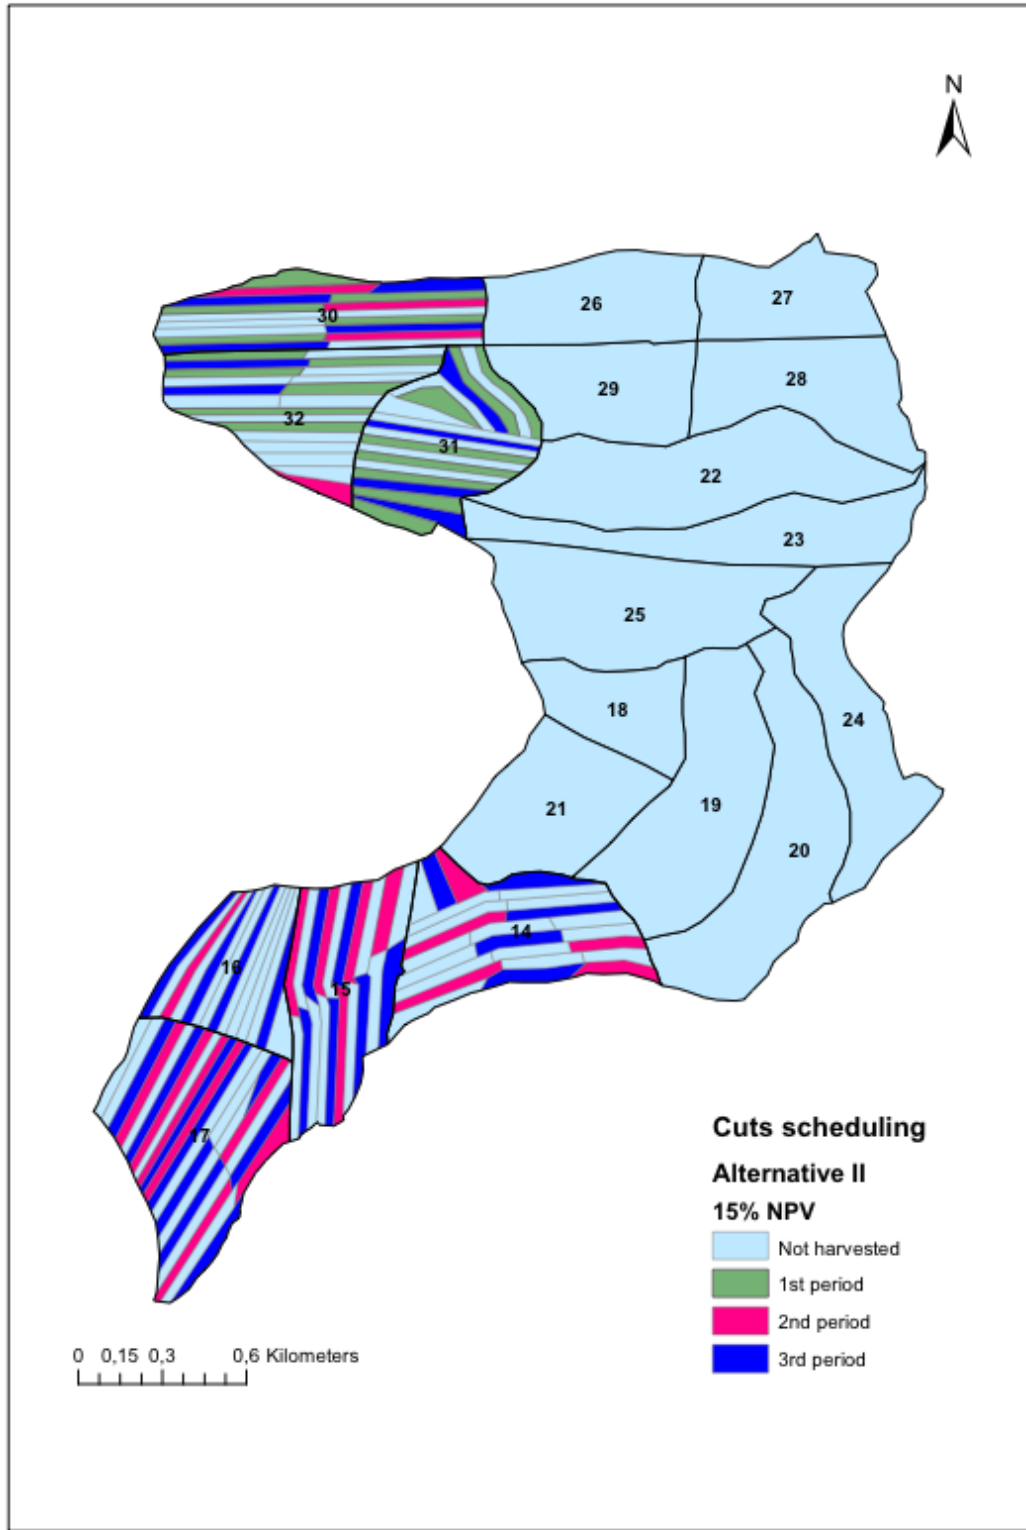 N
26
27
30
29
28
32
31
22
23
25
18
24
21
19
20
14
16
15
17
Cuts scheduling
Alternative II
15% NPV
Not harvested
1st period
2nd period
3rd period
0 0,15 0,3 0,6 Kilometers